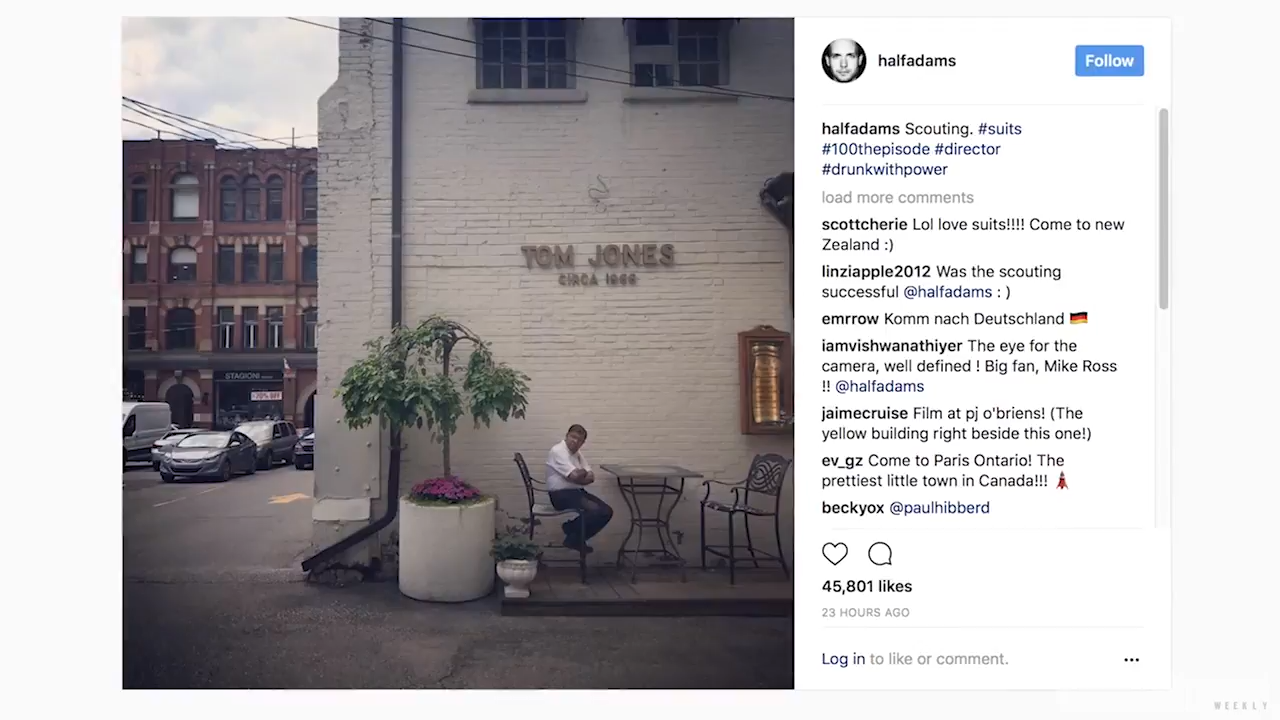 TOM JONES
CIRCA 1966
STAGIONI
70% OFF
halfadams
Follow
halfadams Scouting. #suits
#100thepisode #director
#drunkwithpower
load more comments
scottcherie Lol love suits!!!! Come to new
Zealand :)
linziapple2012 Was the scouting
successful @halfadams : )
emrrow Komm nach Deutschland 🇩🇪
iamvishwanathiyer The eye for the
camera, well defined ! Big fan, Mike Ross
!! @halfadams
jaimecruise Film at pj o'briens! (The
yellow building right beside this one!)
ev_gz Come to Paris Ontario! The
prettiest little town in Canada!!! 🗼
beckyox @paulhibberd
45,801 likes
23 HOURS AGO
Log in to like or comment.
WEEKLY